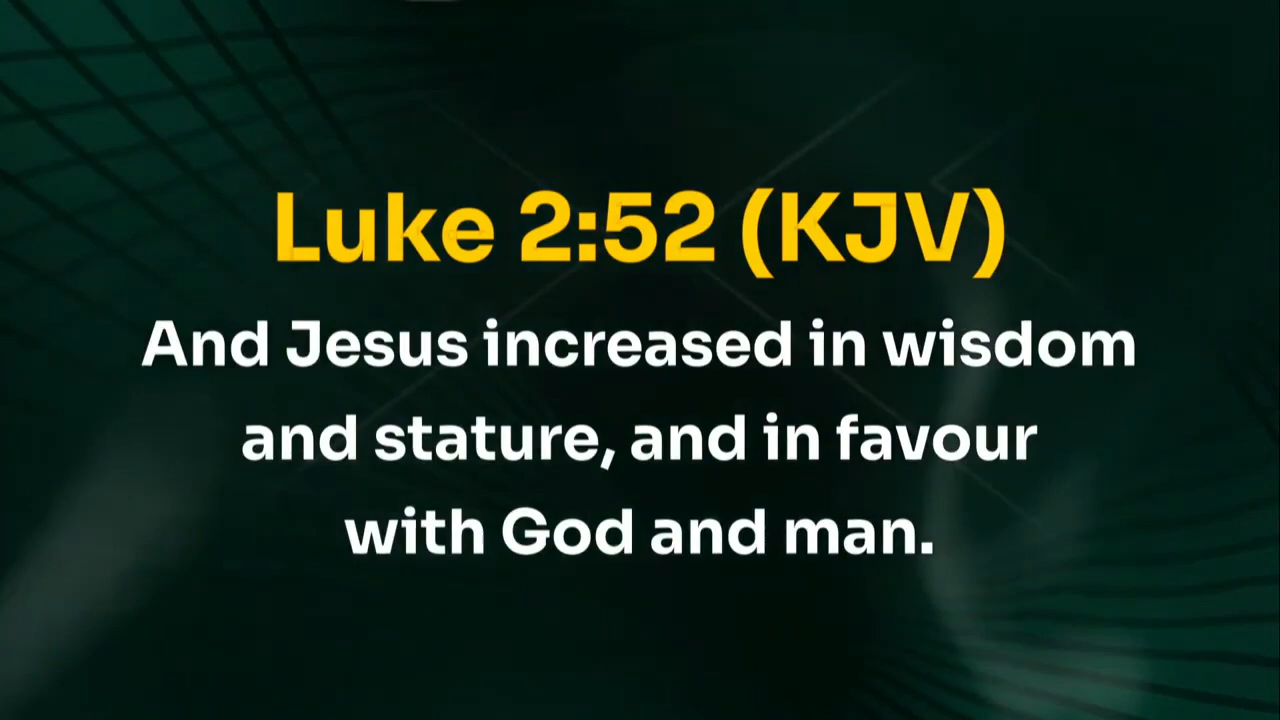 Luke 2:52 (KJV)
And Jesus increased in wisdom
and stature, and in favour
with God and man.